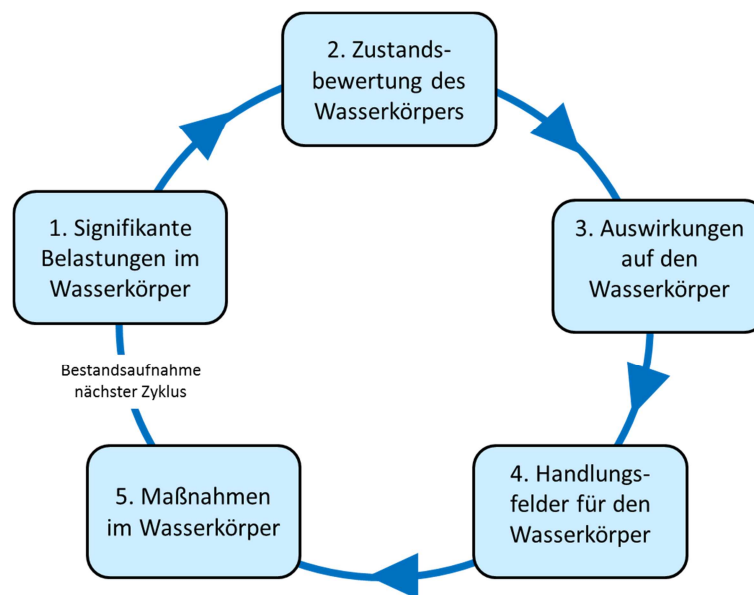 1. Signifikante
Belastungen im
Wasserkörper
2. Zustands-
bewertung des
Wasserkörpers
3. Auswirkungen
auf den
Wasserkörper
4. Handlungs-
felder für den
Wasserkörper
5. Maßnahmen
im Wasserkörper
Bestandsaufnahme
nächster Zyklus